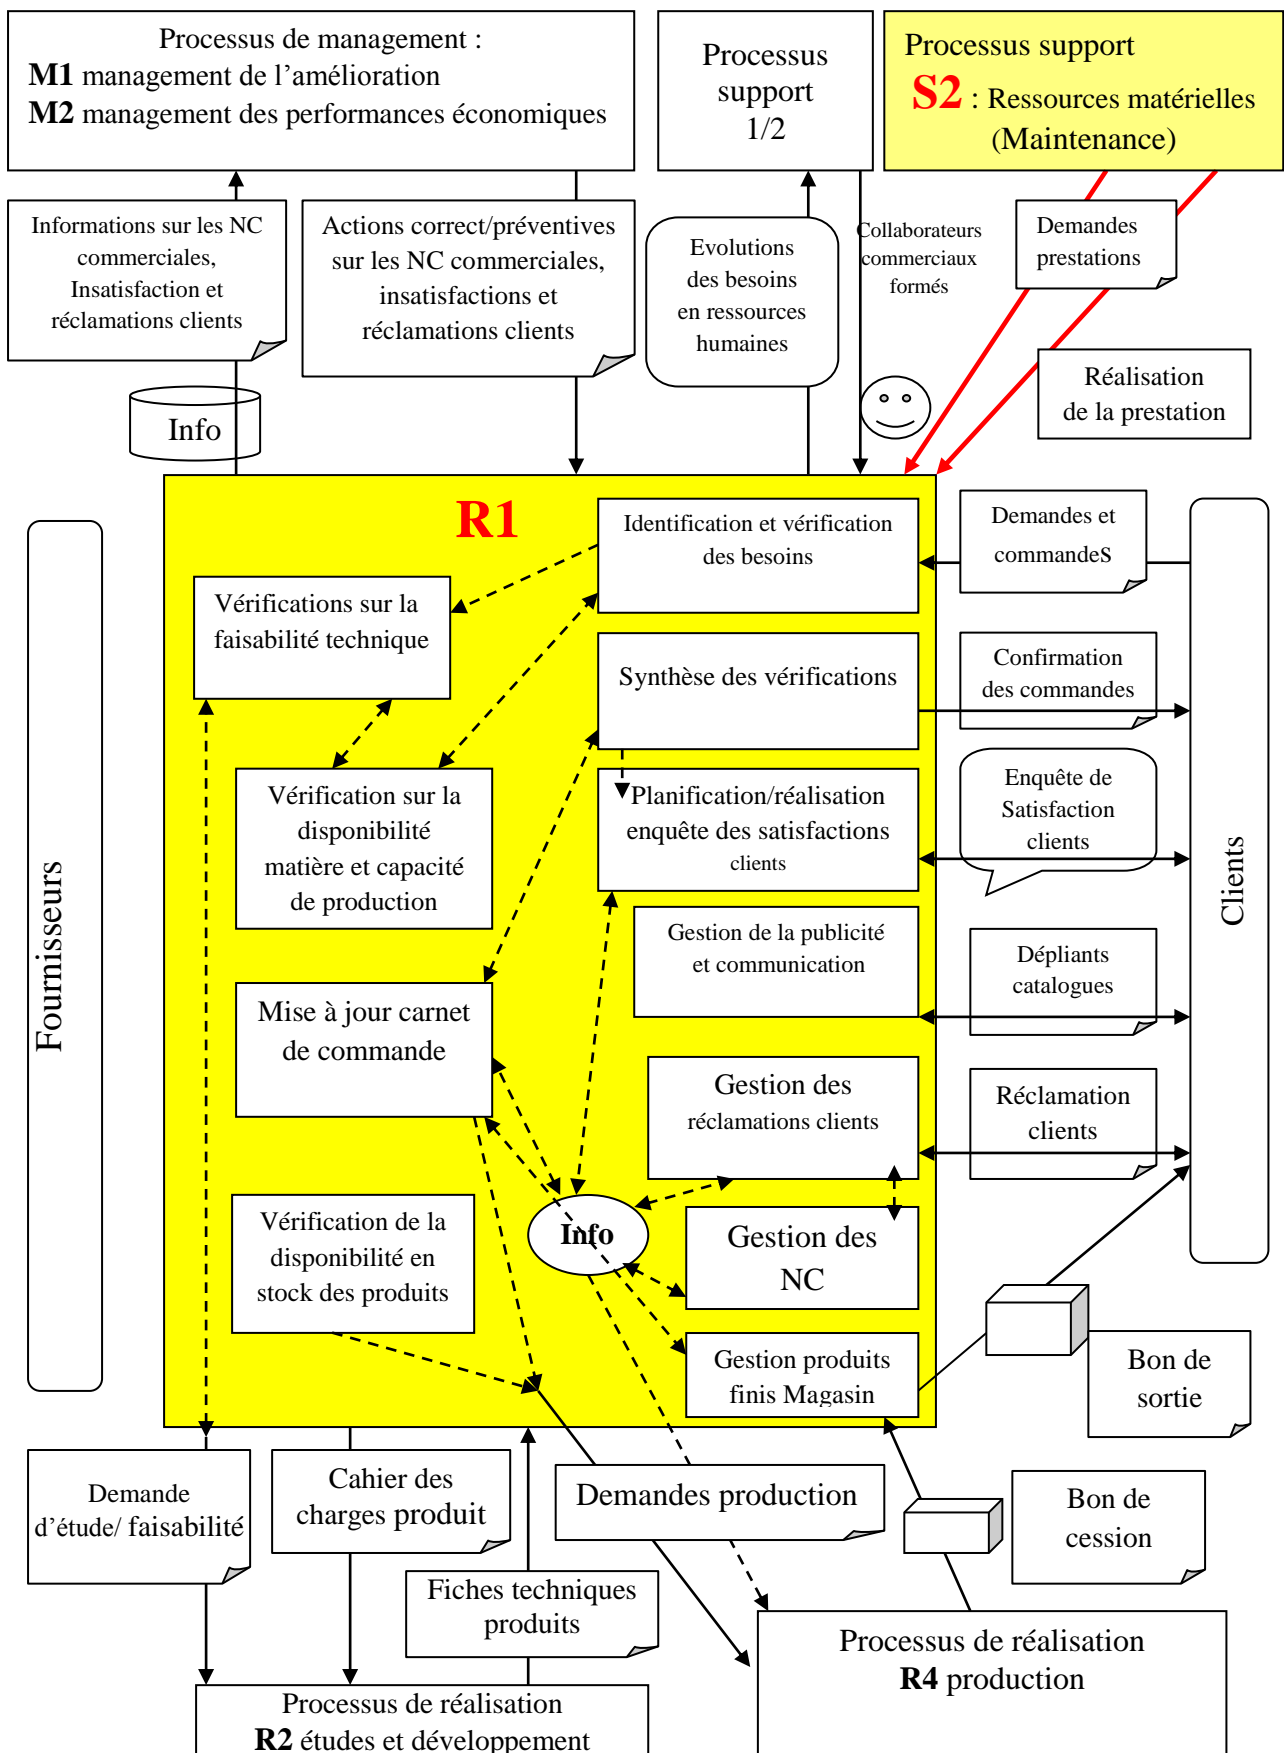 Processus de management :
M1 management de l’amélioration
M2 management des performances économiques
Processus
support
1/2
Processus support
S2 : Ressources matérielles
(Maintenance)
Informations sur les NC
commerciales,
Insatisfaction et
réclamations clients
Actions correct/préventives
sur les NC commerciales,
insatisfactions et
réclamations clients
Evolutions
des besoins
en ressources
humaines
Collaborateurs
commerciaux
formés
Demandes
prestations
Réalisation
de la prestation
Info
R1
Identification et vérification
des besoins
Demandes et
commandes
Vérifications sur la
faisabilité technique
Synthèse des vérifications
Confirmation
des commandes
Vérification sur la
disponibilité
matière et capacité
de production
Planification/réalisation
enquête des satisfactions
clients
Enquête de
Satisfaction
clients
Fournisseurs
Clients
Gestion de la publicité
et communication
Dépliants
catalogues
Mise à jour carnet
de commande
Gestion des
réclamations clients
Réclamation
clients
Vérification de la
disponibilité en
stock des produits
Info
Gestion des
NC
Gestion produits
finis Magasin
Bon de
sortie
Demande
d’étude/ faisabilité
Cahier des
charges produit
Demandes production
Bon de
cession
Fiches techniques
produits
Processus de réalisation
R4 production
Processus de réalisation
R2 études et développement